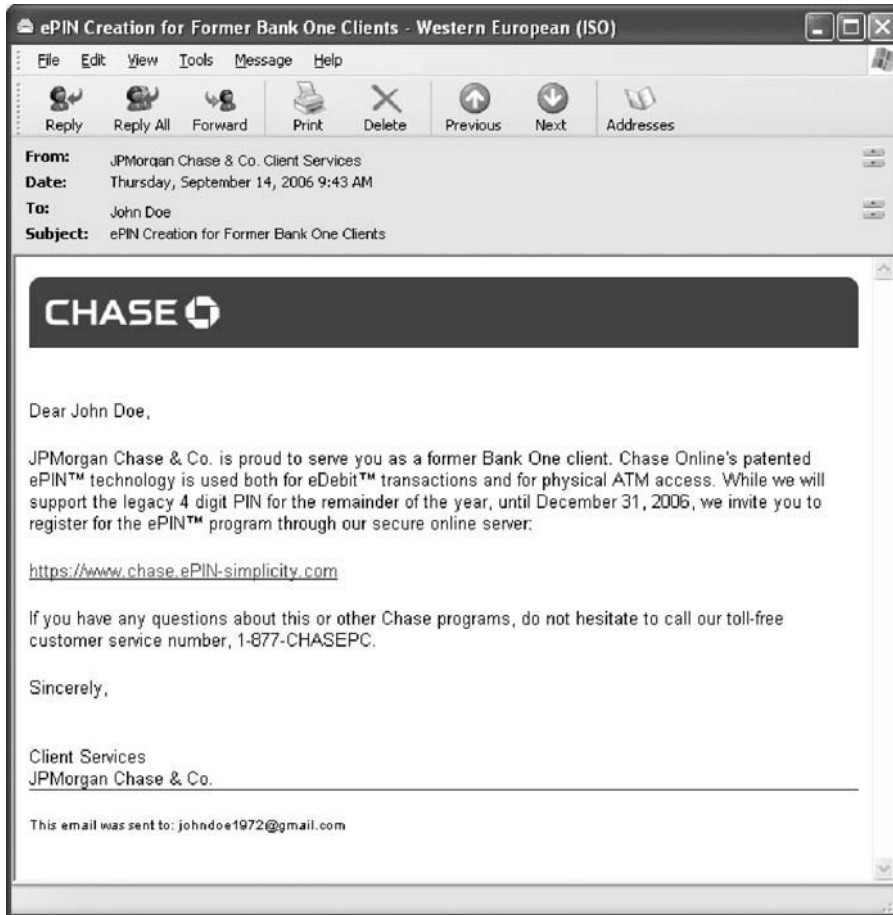 ePIN Creation for Former Bank One Clients - Western European (ISO)
File Edit View Tools Message Help
Reply Reply All Forward Print Delete Previous Next Addresses
From: JPMorgan Chase & Co. Client Services
Date: Thursday, September 14, 2006 9:43 AM
To: John Doe
Subject: ePIN Creation for Former Bank One Clients
CHASE
Dear John Doe,
JPMorgan Chase & Co. is proud to serve you as a former Bank One client. Chase Online's patented
ePIN™ technology is used both for eDebit™ transactions and for physical ATM access. While we will
support the legacy 4 digit PIN for the remainder of the year, until December 31, 2006, we invite you to
register for the ePIN™ program through our secure online server:
https://www.chase.ePIN-simplicity.com
If you have any questions about this or other Chase programs, do not hesitate to call our toll-free
customer service number, 1-877-CHASEPC.
Sincerely,
Client Services
JPMorgan Chase & Co.
This email was sent to: johndoe1972@gmail.com